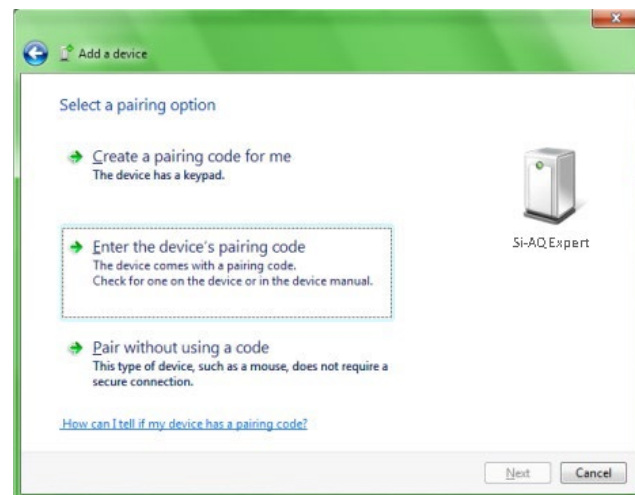 Add a device
Select a pairing option
Create a pairing code for me
The device has a keypad.
Enter the device's pairing code
The device comes with a pairing code.
Check for one on the device or in the device manual.
Si-AQ Expert
Pair without using a code
This type of device, such as a mouse, does not require a
secure connection.
How can I tell if my device has a pairing code?
Next
Cancel